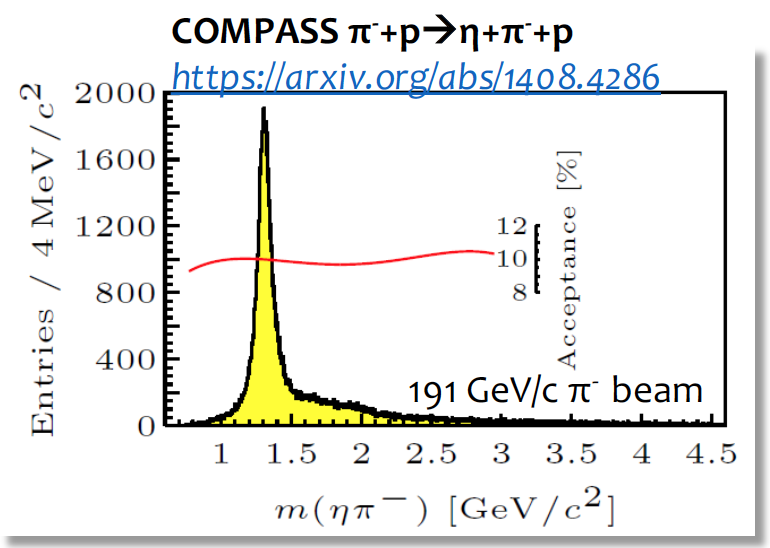 COMPASS π⁻+p→η+π⁻+p
https://arxiv.org/abs/1408.4286
Entries / 4 MeV/c²
2000
1600
1200
800
400
0
12
10
8
Acceptance [%]
191 GeV/c π⁻ beam
1 1.5 2 2.5 3 3.5 4 4.5
m(ηπ⁻) [GeV/c²]